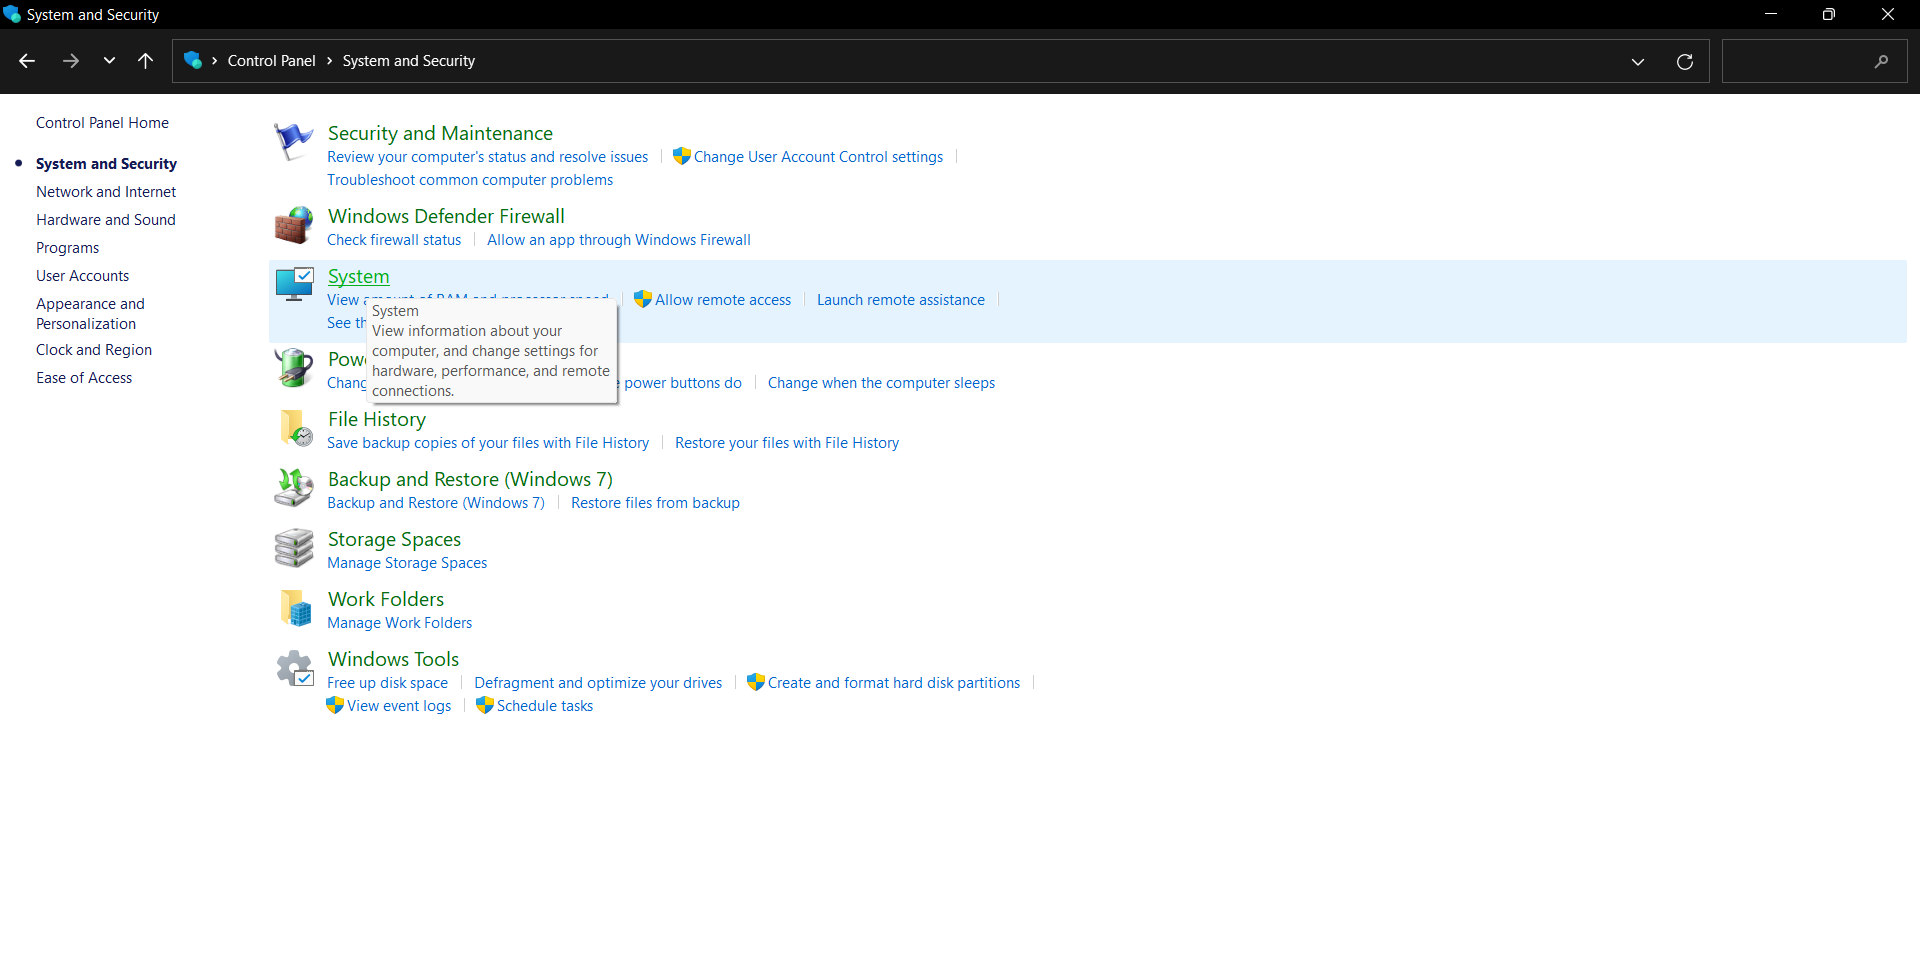 System and Security
Control Panel › System and Security
Control Panel Home
System and Security
Network and Internet
Hardware and Sound
Programs
User Accounts
Appearance and
Personalization
Clock and Region
Ease of Access
Security and Maintenance
Review your computer's status and resolve issues Change User Account Control settings
Troubleshoot common computer problems
Windows Defender Firewall
Check firewall status Allow an app through Windows Firewall
System
View amount of RAM and processor speed Allow remote access Launch remote assistance
See
System
View information about your
computer, and change settings for
hardware, performance, and remote
connections.
power buttons do Change when the computer sleeps
File History
Save backup copies of your files with File History Restore your files with File History
Backup and Restore (Windows 7)
Backup and Restore (Windows 7) Restore files from backup
Storage Spaces
Manage Storage Spaces
Work Folders
Manage Work Folders
Windows Tools
Free up disk space Defragment and optimize your drives Create and format hard disk partitions
View event logs Schedule tasks